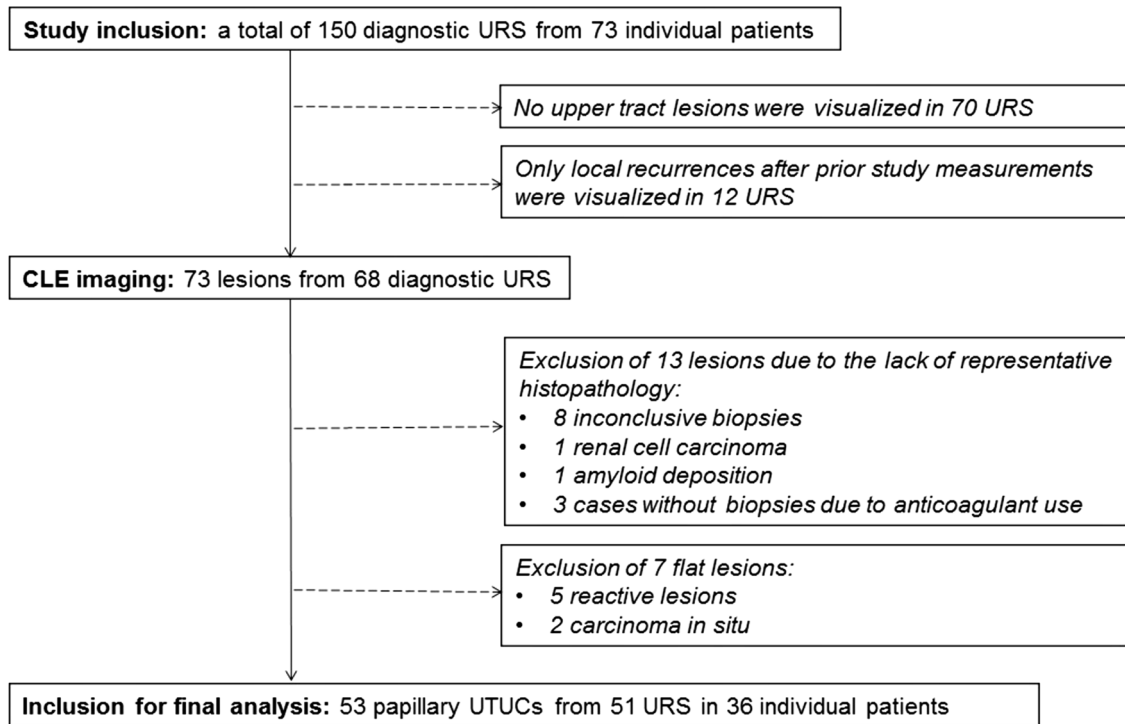 Study inclusion: a total of 150 diagnostic URS from 73 individual patients
No upper tract lesions were visualized in 70 URS
Only local recurrences after prior study measurements
were visualized in 12 URS
CLE imaging: 73 lesions from 68 diagnostic URS
Exclusion of 13 lesions due to the lack of representative
histopathology:
• 8 inconclusive biopsies
• 1 renal cell carcinoma
• 1 amyloid deposition
• 3 cases without biopsies due to anticoagulant use
Exclusion of 7 flat lesions:
• 5 reactive lesions
• 2 carcinoma in situ
Inclusion for final analysis: 53 papillary UTUCs from 51 URS in 36 individual patients